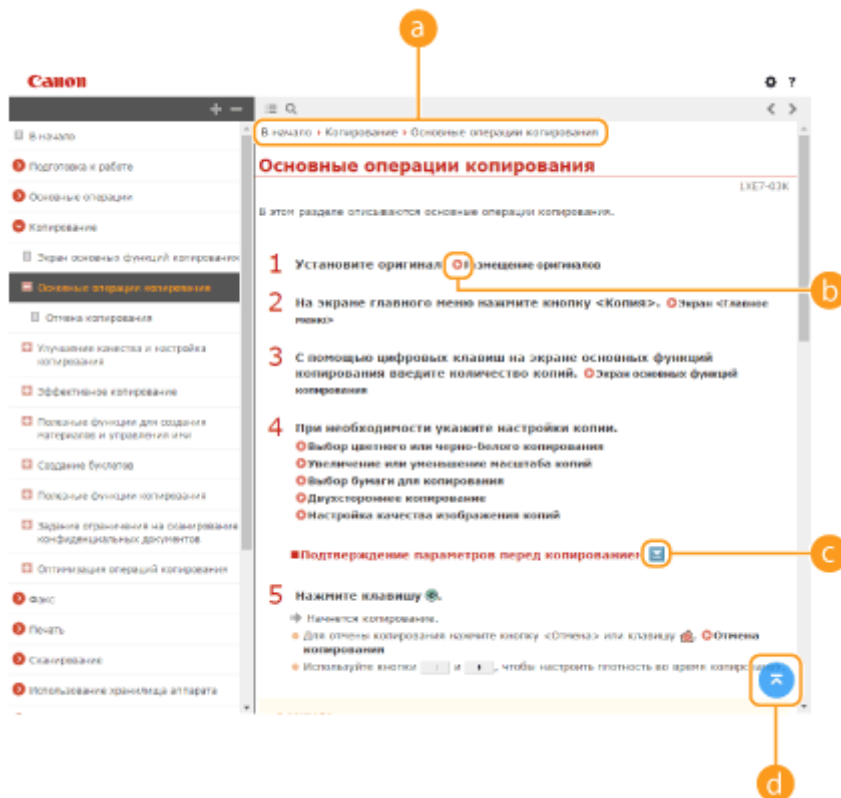 a
Canon
?
+ −
В начало
Подготовка к работе
Основные операции
Копирование
Экран основных функций копирования
Основные операции копирования
Отмена копирования
Улучшение качества и настройка
копирования
Эффективное копирование
Полезные функции для создания
материалов и управления ими
Создание буклетов
Полезные функции копирования
Задание ограничения на сканирование
конфиденциальных документов
Оптимизация операций копирования
Факс
Печать
Сканирование
Использование хранилища аппарата
В начало › Копирование › Основные операции копирования
Основные операции копирования
1XE7-03K
В этом разделе описываются основные операции копирования.
1 Установите оригинал. Размещение оригиналов
b
2 На экране главного меню нажмите кнопку <Копия>. Экран <Главное
меню>
3 С помощью цифровых клавиш на экране основных функций
копирования введите количество копий. Экран основных функций
копирования
4 При необходимости укажите настройки копии.
Выбор цветного или черно-белого копирования
Увеличение или уменьшение масштаба копий
Выбор бумаги для копирования
Двухстороннее копирование
Настройка качества изображения копий
■Подтверждение параметров перед копированием
c
5 Нажмите клавишу .
Начнется копирование.
Для отмены копирования нажмите кнопку <Отмена> или клавишу . Отмена
копирования
Используйте кнопки и , чтобы настроить плотность во время копирования.
d